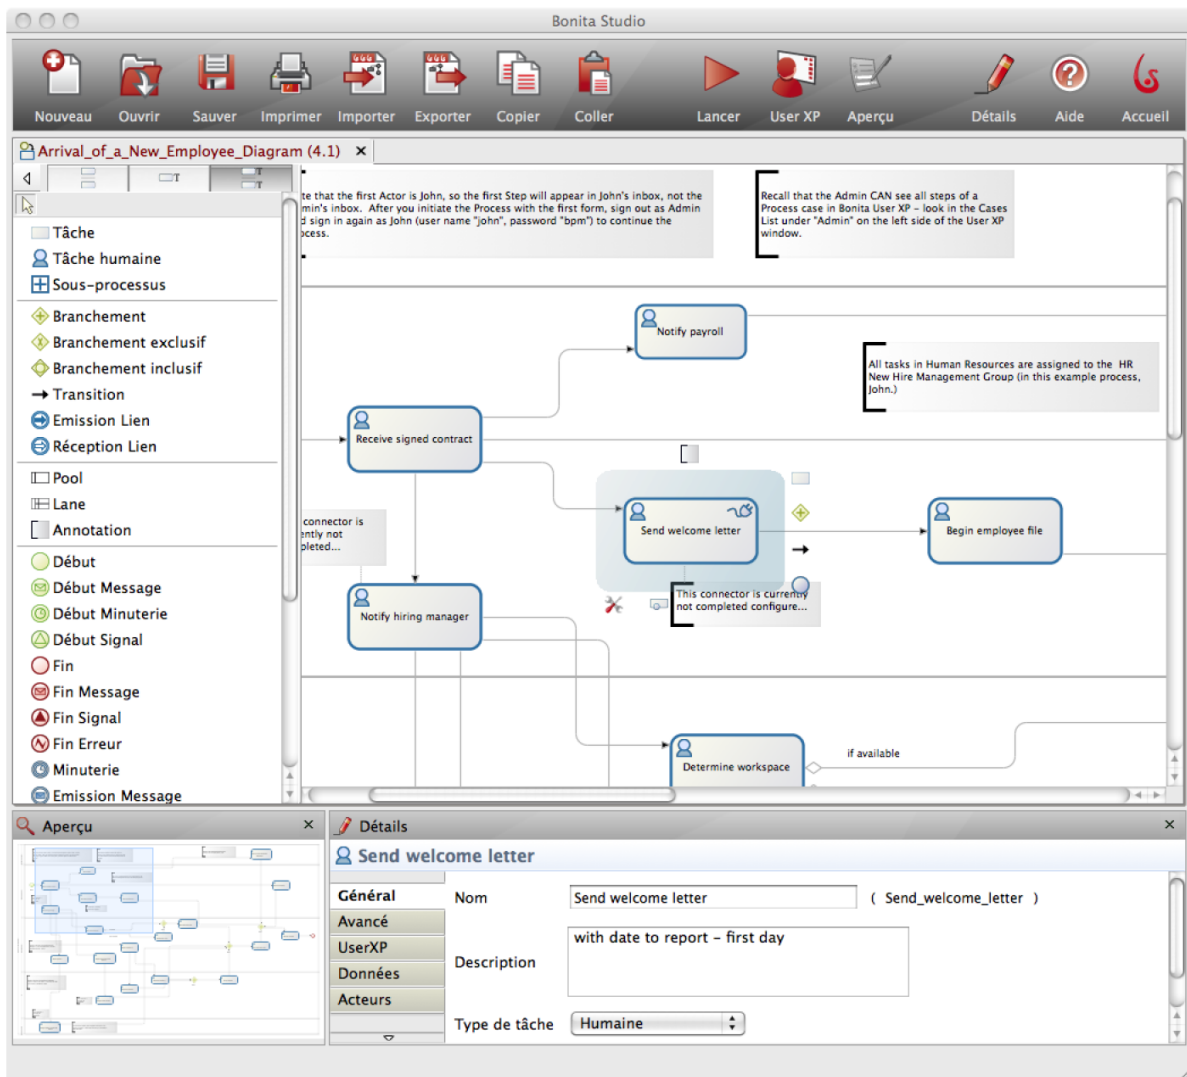 Bonita Studio
Nouveau Ouvrir Sauver Imprimer Importer Exporter Copier Coller Lancer User XP Aperçu Détails Aide Accueil
Arrival_of_a_New_Employee_Diagram (4.1)
Tâche
Tâche humaine
Sous-processus
Branchement
Branchement exclusif
Branchement inclusif
Transition
Emission Lien
Réception Lien
Pool
Lane
Annotation
Début
Début Message
Début Minuterie
Début Signal
Fin
Fin Message
Fin Signal
Fin Erreur
Minuterie
Emission Message
te that the first Actor is John, so the first Step will appear in John's inbox, not the
min's inbox. After you initiate the Process with the first form, sign out as Admin
d sign in again as John (user name "john", password "bpm") to continue the
ocess.
Recall that the Admin CAN see all steps of a
Process case in Bonita User XP - look in the Cases
List under "Admin" on the left side of the User XP
window.
Notify payroll
All tasks in Human Resources are assigned to the HR
New Hire Management Group (in this example process,
John.)
Receive signed contract
connector is
ently not
pleted...
Send welcome letter
Begin employee file
This connector is currently
not completed configure...
Notify hiring manager
Determine workspace
if available
Aperçu
Détails
Send welcome letter
Général
Avancé
UserXP
Données
Acteurs
Nom Send welcome letter ( Send_welcome_letter )
Description with date to report - first day
Type de tâche Humaine